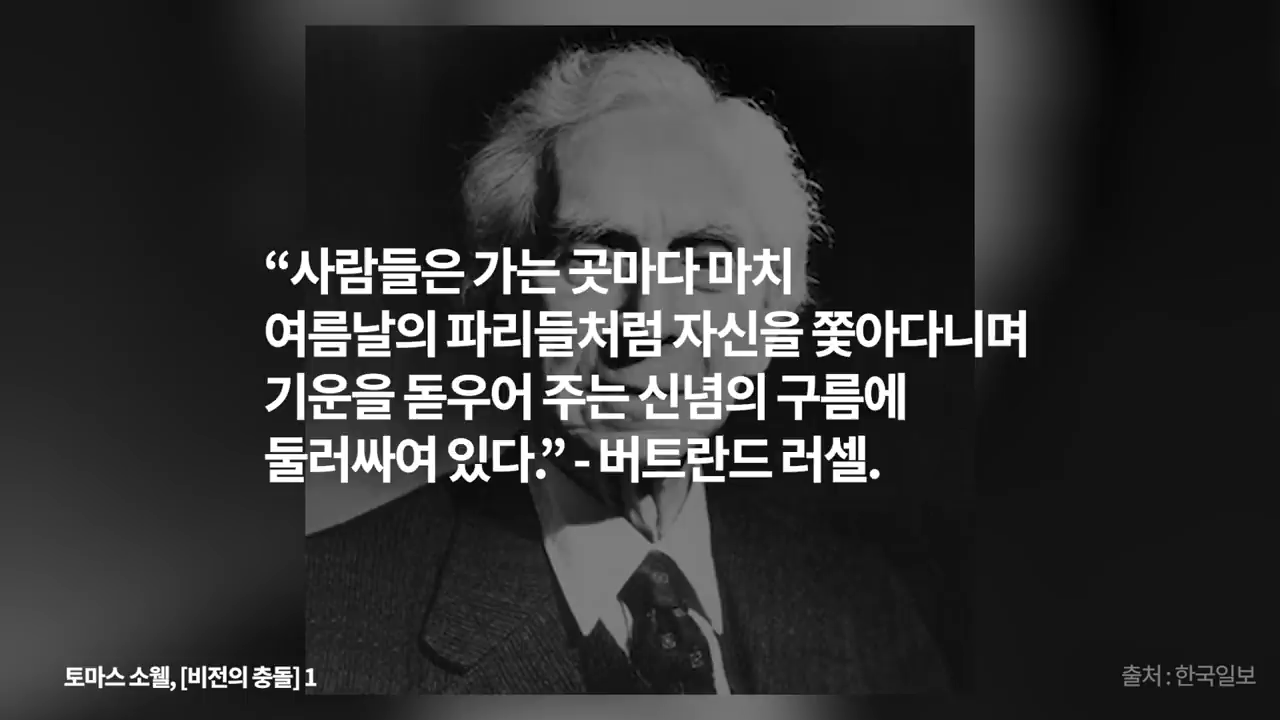 “사람들은 가는 곳마다 마치
여름날의 파리들처럼 자신을 쫓아다니며
기운을 돋우어 주는 신념의 구름에
둘러싸여 있다.” - 버트란드 러셀.
토마스 소웰, [비전의 충돌] 1
출처 : 한국일보